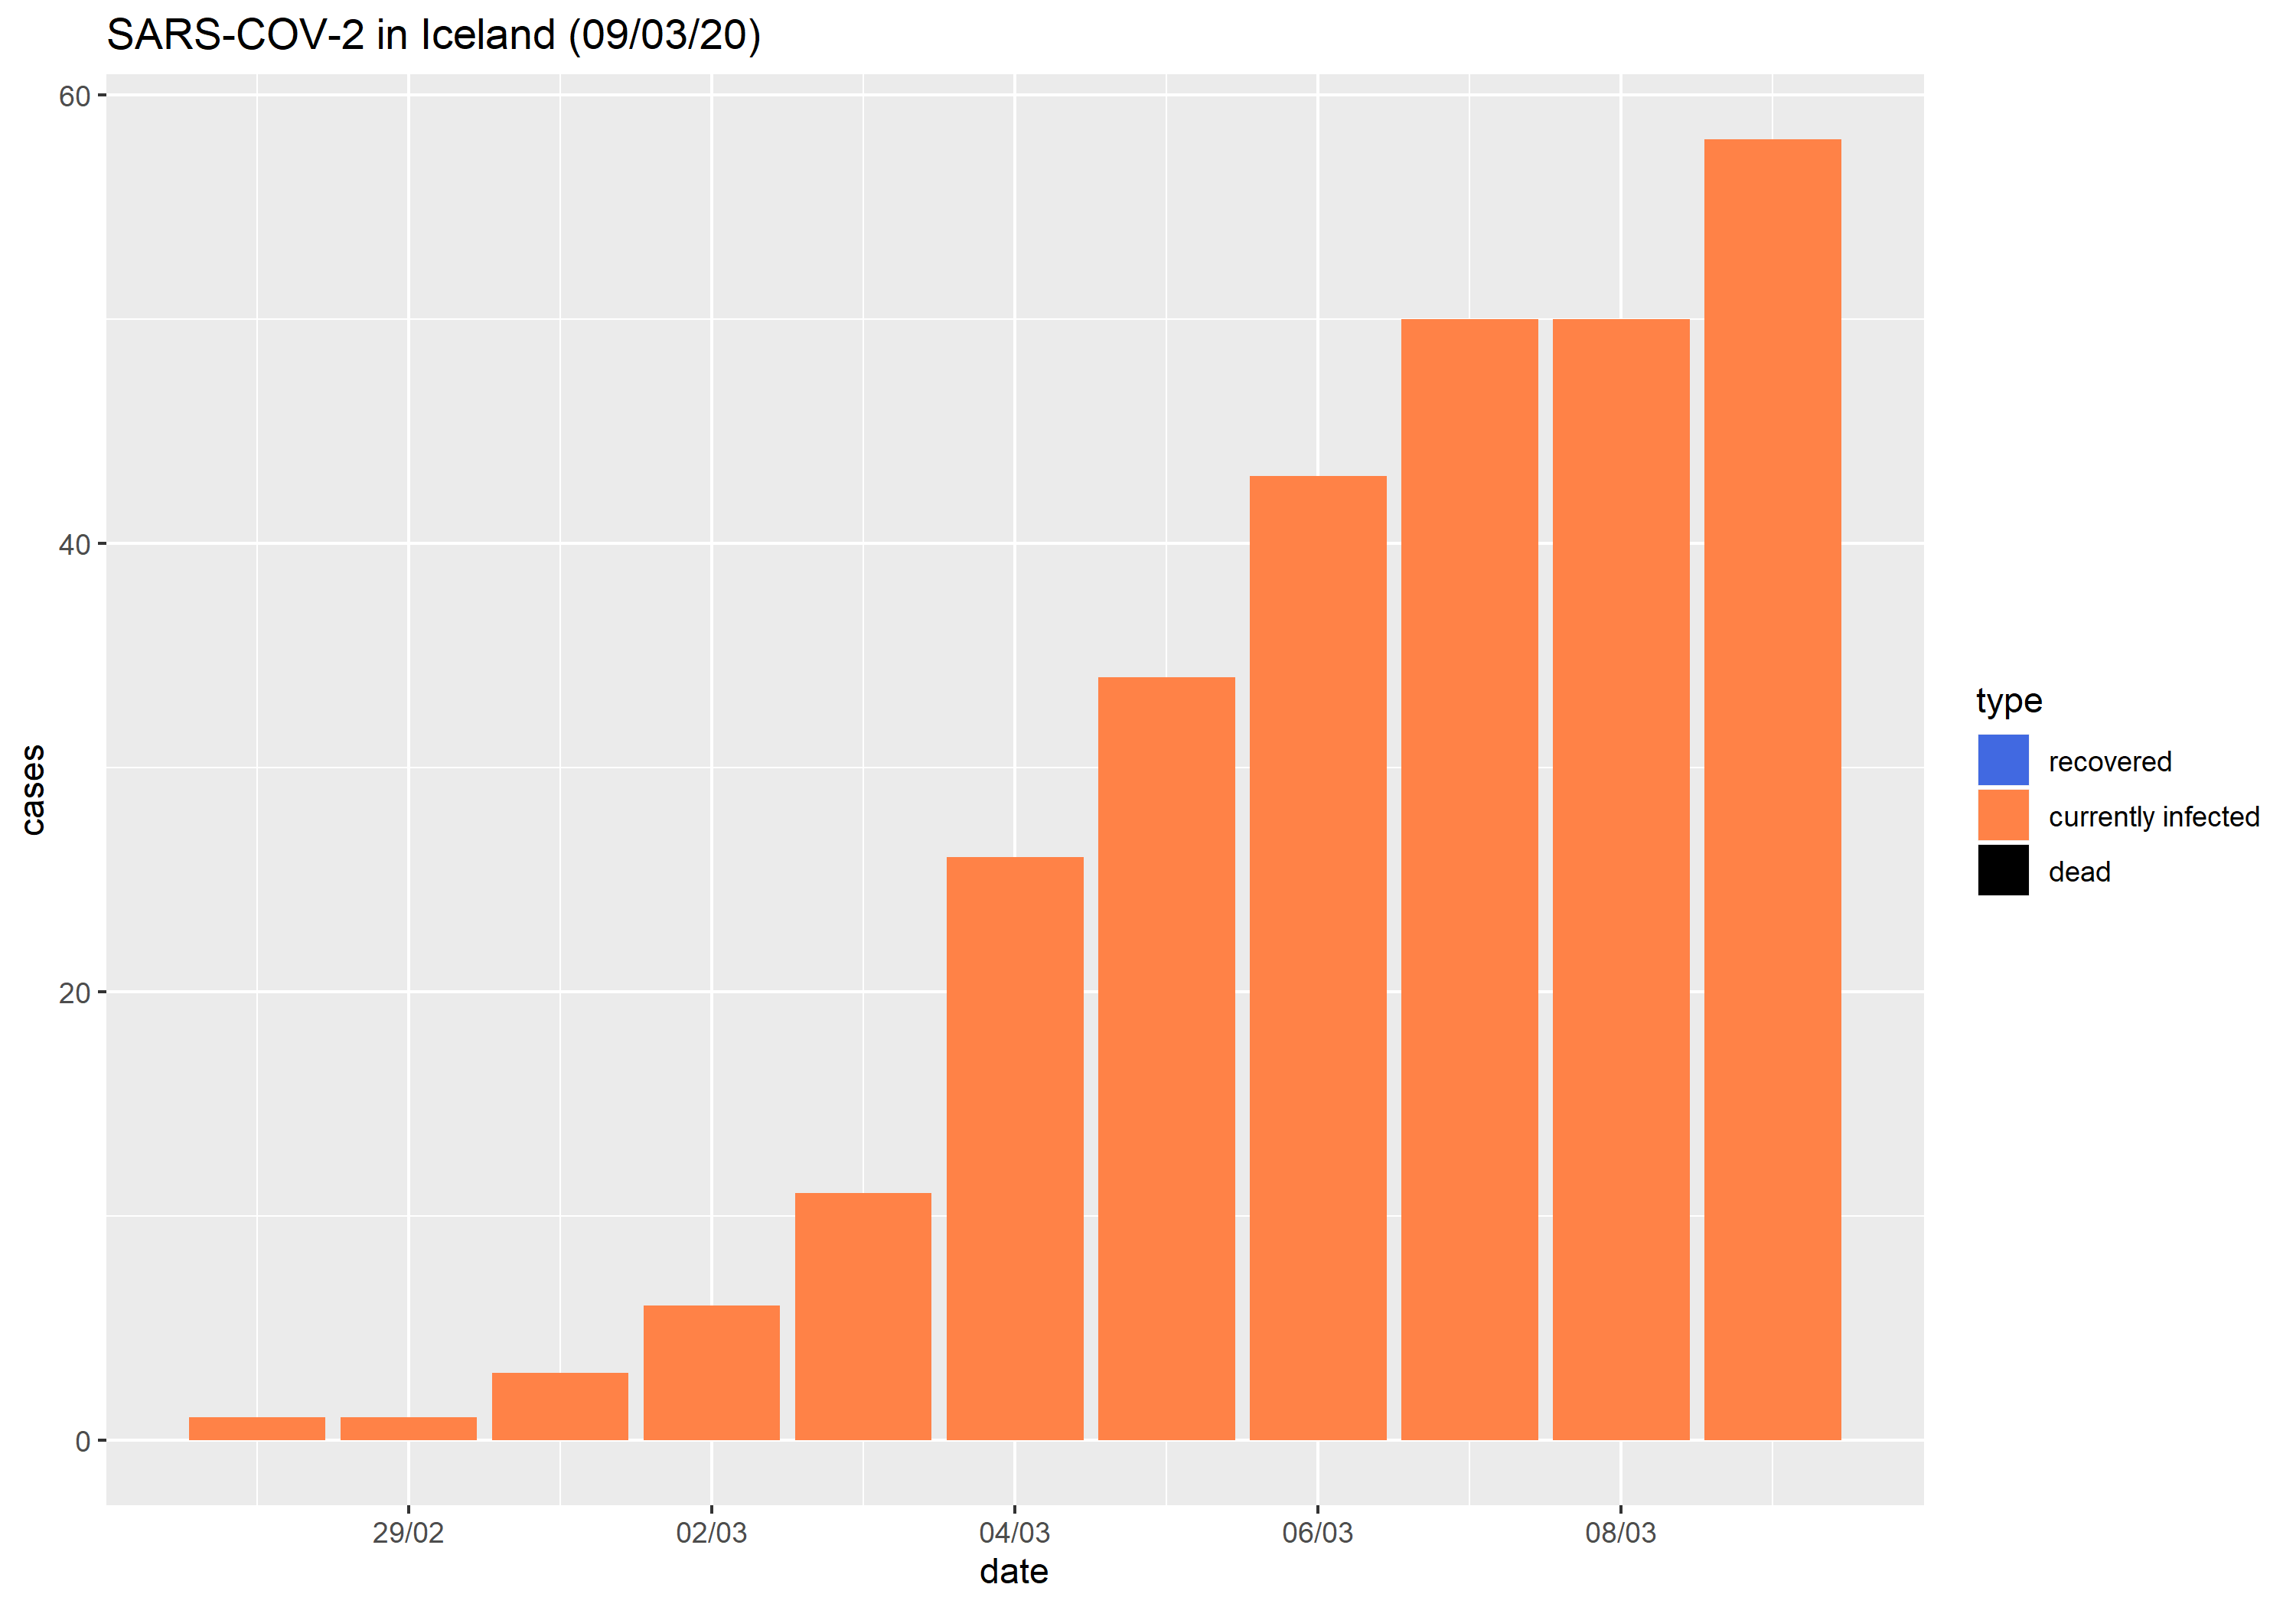 SARS-COV-2 in Iceland (09/03/20)
60
40
20
0
cases
29/02
02/03
04/03
06/03
08/03
date
type
recovered
currently infected
dead